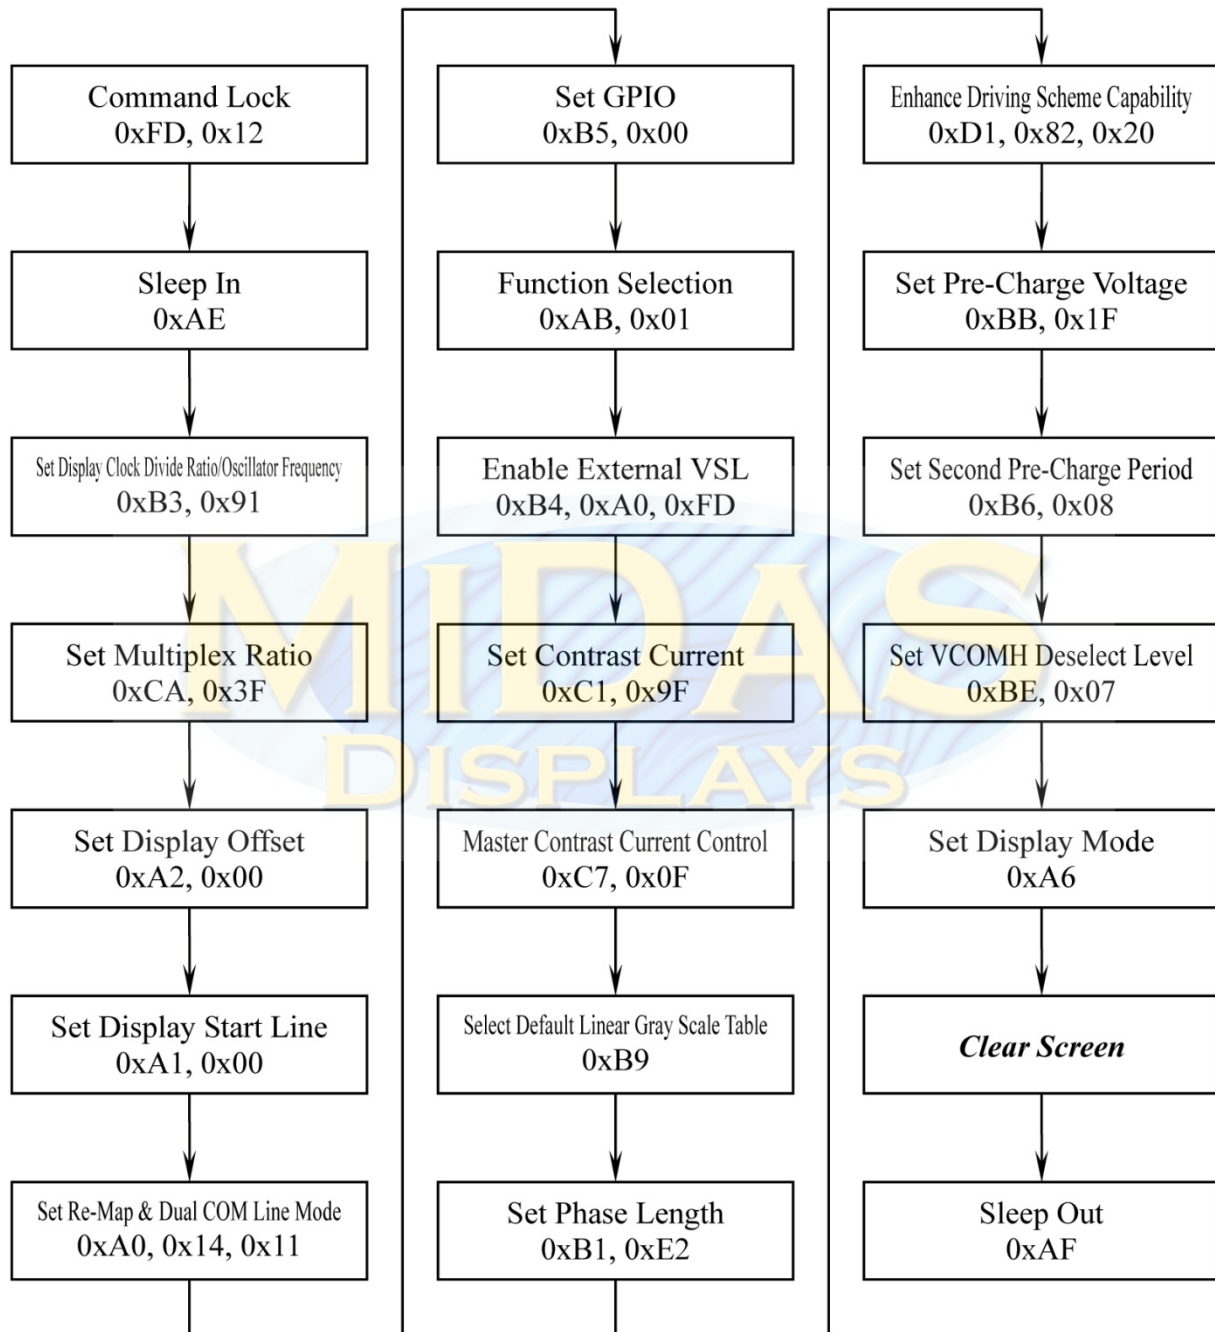 Command Lock
0xFD, 0x12
Sleep In
0xAE
Set Display Clock Divide Ratio/Oscillator Frequency
0xB3, 0x91
Set Multiplex Ratio
0xCA, 0x3F
Set Display Offset
0xA2, 0x00
Set Display Start Line
0xA1, 0x00
Set Re-Map & Dual COM Line Mode
0xA0, 0x14, 0x11
Set GPIO
0xB5, 0x00
Function Selection
0xAB, 0x01
Enable External VSL
0xB4, 0xA0, 0xFD
Set Contrast Current
0xC1, 0x9F
Master Contrast Current Control
0xC7, 0x0F
Select Default Linear Gray Scale Table
0xB9
Set Phase Length
0xB1, 0xE2
Enhance Driving Scheme Capability
0xD1, 0x82, 0x20
Set Pre-Charge Voltage
0xBB, 0x1F
Set Second Pre-Charge Period
0xB6, 0x08
Set VCOMH Deselect Level
0xBE, 0x07
Set Display Mode
0xA6
Clear Screen
Sleep Out
0xAF
MIDAS
DISPLAYS